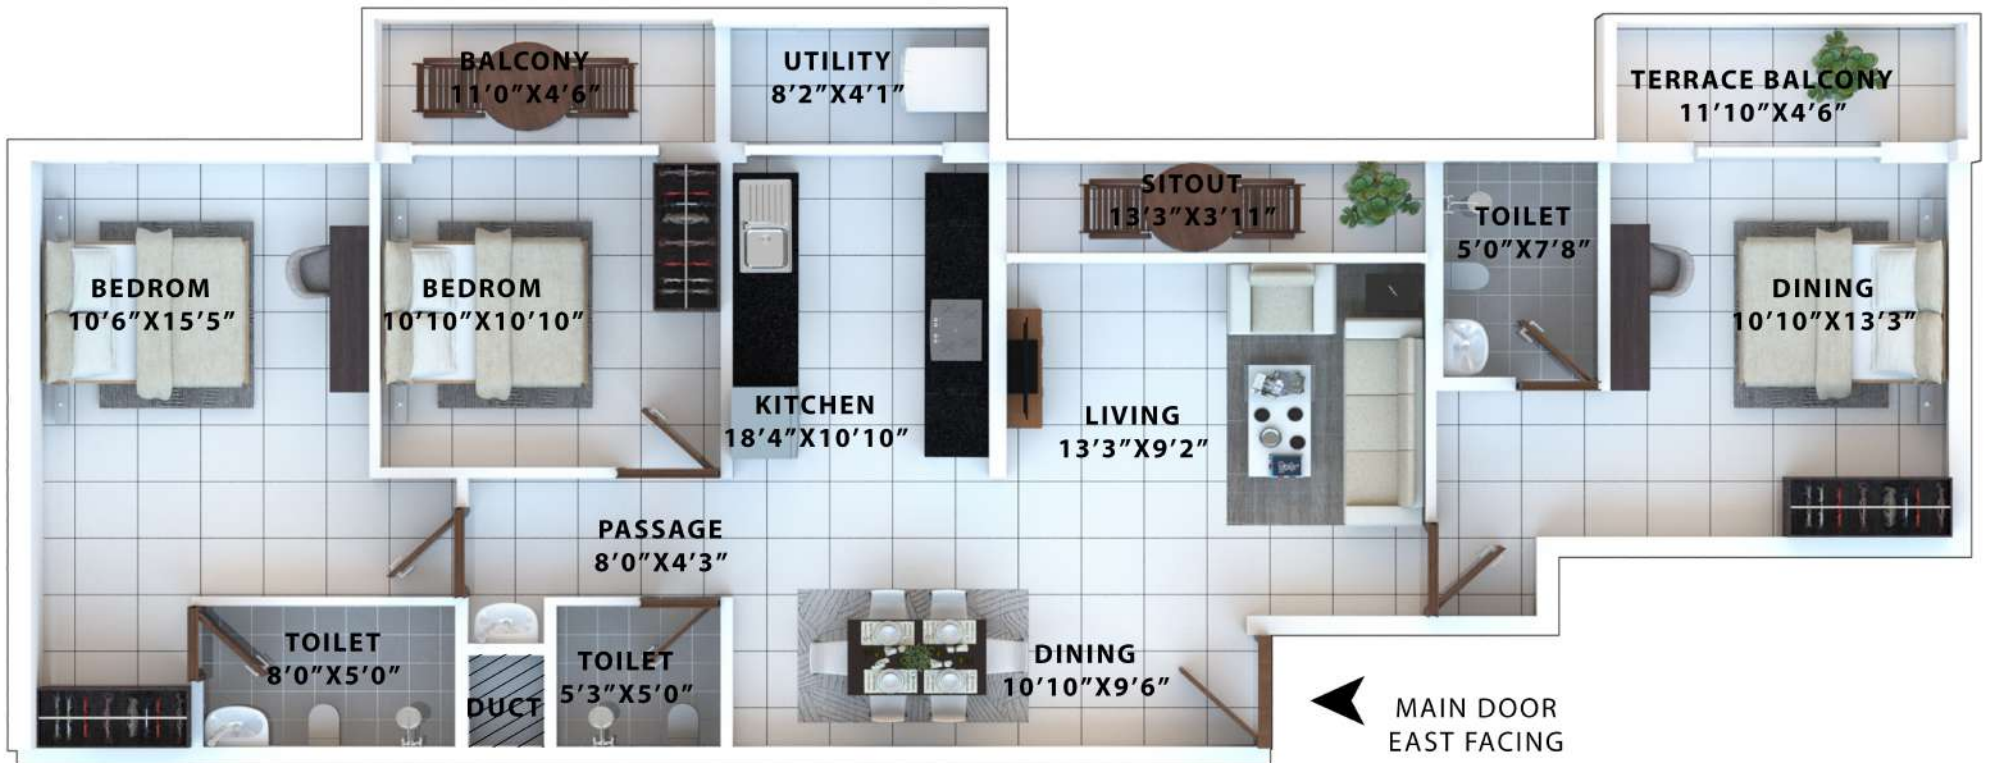 BALCONY
11'0"X4'6"
UTILITY
8'2"X4'1"
TERRACE BALCONY
11'10"X4'6"
SITOUT
13'3"X3'11"
TOILET
5'0"X7'8"
BEDROM
10'6"X15'5"
BEDROM
10'10"X10'10"
DINING
10'10"X13'3"
KITCHEN
18'4"X10'10"
LIVING
13'3"X9'2"
PASSAGE
8'0"X4'3"
TOILET
8'0"X5'0"
DUCT
TOILET
5'3"X5'0"
DINING
10'10"X9'6"
MAIN DOOR
EAST FACING